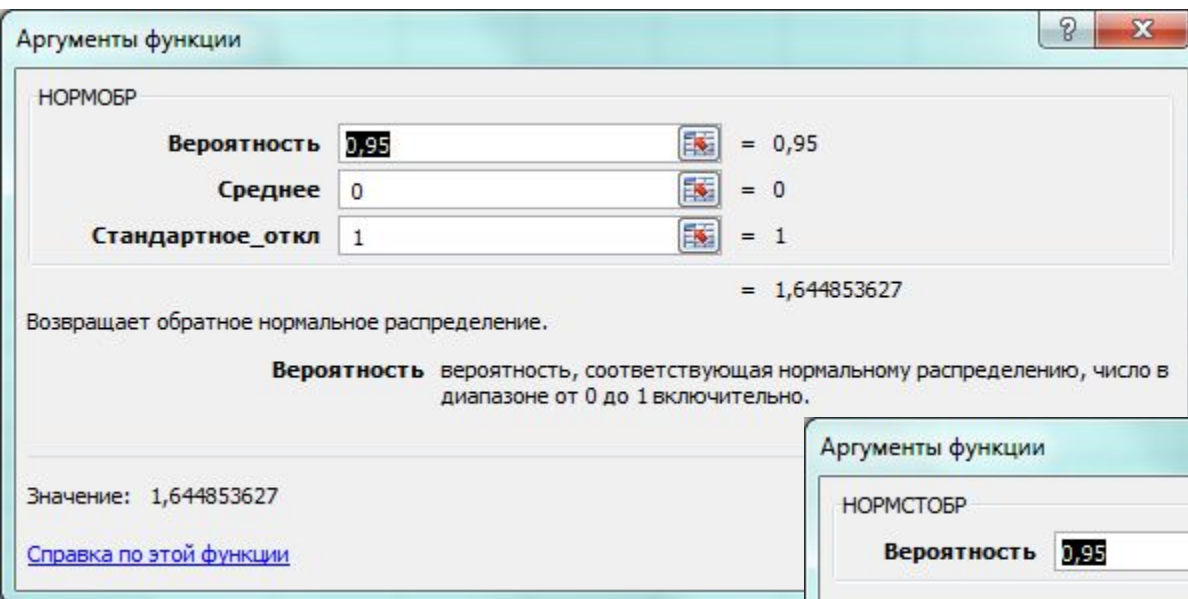 Аргументы функции
НОРМОБР
Вероятность 0,95 = 0,95
Среднее 0 = 0
Стандартное_откл 1 = 1
= 1,644853627
Возвращает обратное нормальное распределение.
Вероятность вероятность, соответствующая нормальному распределению, число в
диапазоне от 0 до 1 включительно.
Значение: 1,644853627
Справка по этой функции
Аргументы функции
НОРМСТОБР
Вероятность 0,95